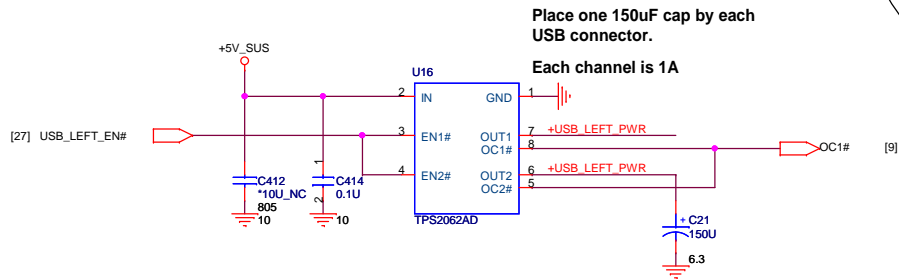 Place one 150uF cap by each
USB connector.
Each channel is 1A
+5V_SUS
U16
2 IN GND 1
[27] USB_LEFT_EN# 3 EN1# OUT1 7 +USB_LEFT_PWR
OC1# 8 OC1# [9]
4 EN2# OUT2 6 +USB_LEFT_PWR
OC2# 5
TPS2062AD
C412
*10U_NC
805
10
1
C414
0.1U
2
10
+ C21
150U
6.3